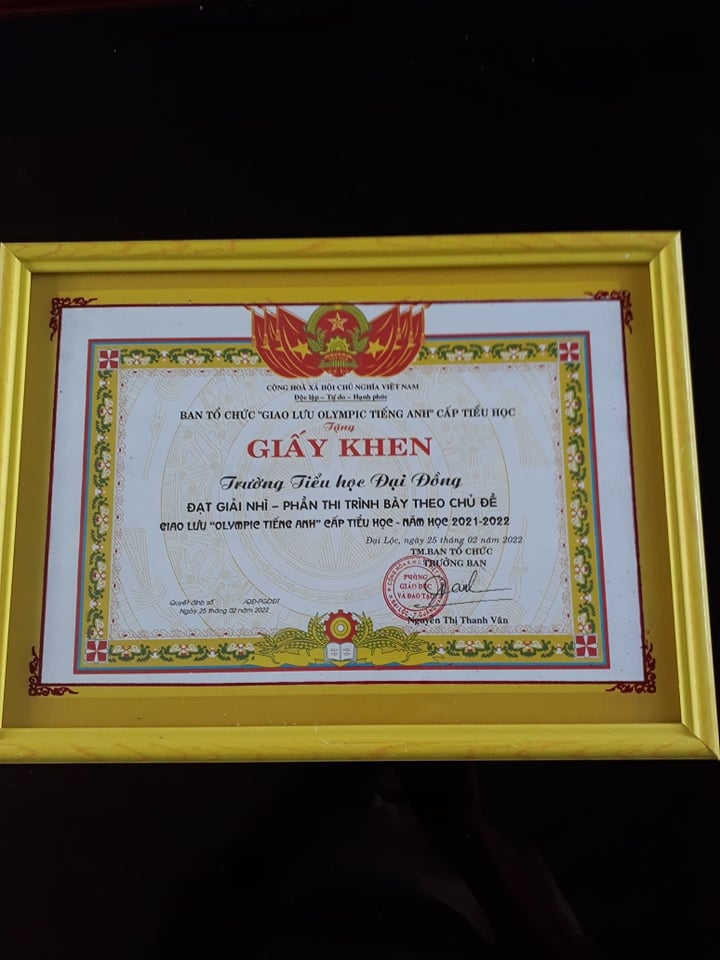 CỘNG HOÀ XÃ HỘI CHỦ NGHĨA VIỆT NAM
Độc lập – Tự do – Hạnh phúc
BAN TỔ CHỨC "GIAO LƯU OLYMPIC TIẾNG ANH" CẤP TIỂU HỌC
Tặng
GIẤY KHEN
Trường Tiểu học Đại Đồng
ĐẠT GIẢI NHÌ – PHẦN THI TRÌNH BÀY THEO CHỦ ĐỀ
GIAO LƯU "OLYMPIC TIẾNG ANH" CẤP TIỂU HỌC - NĂM HỌC 2021-2022
Đại Lộc, ngày 25 tháng 02 năm 2022
TM.BAN TỔ CHỨC
TRƯỞNG BAN
PHÒNG
GIÁO DỤC
VÀ ĐÀO TẠO
Quyết định số : /QĐ-PGDĐT
Ngày 25 tháng 02 năm 2022
Nguyễn Thị Thanh Vân